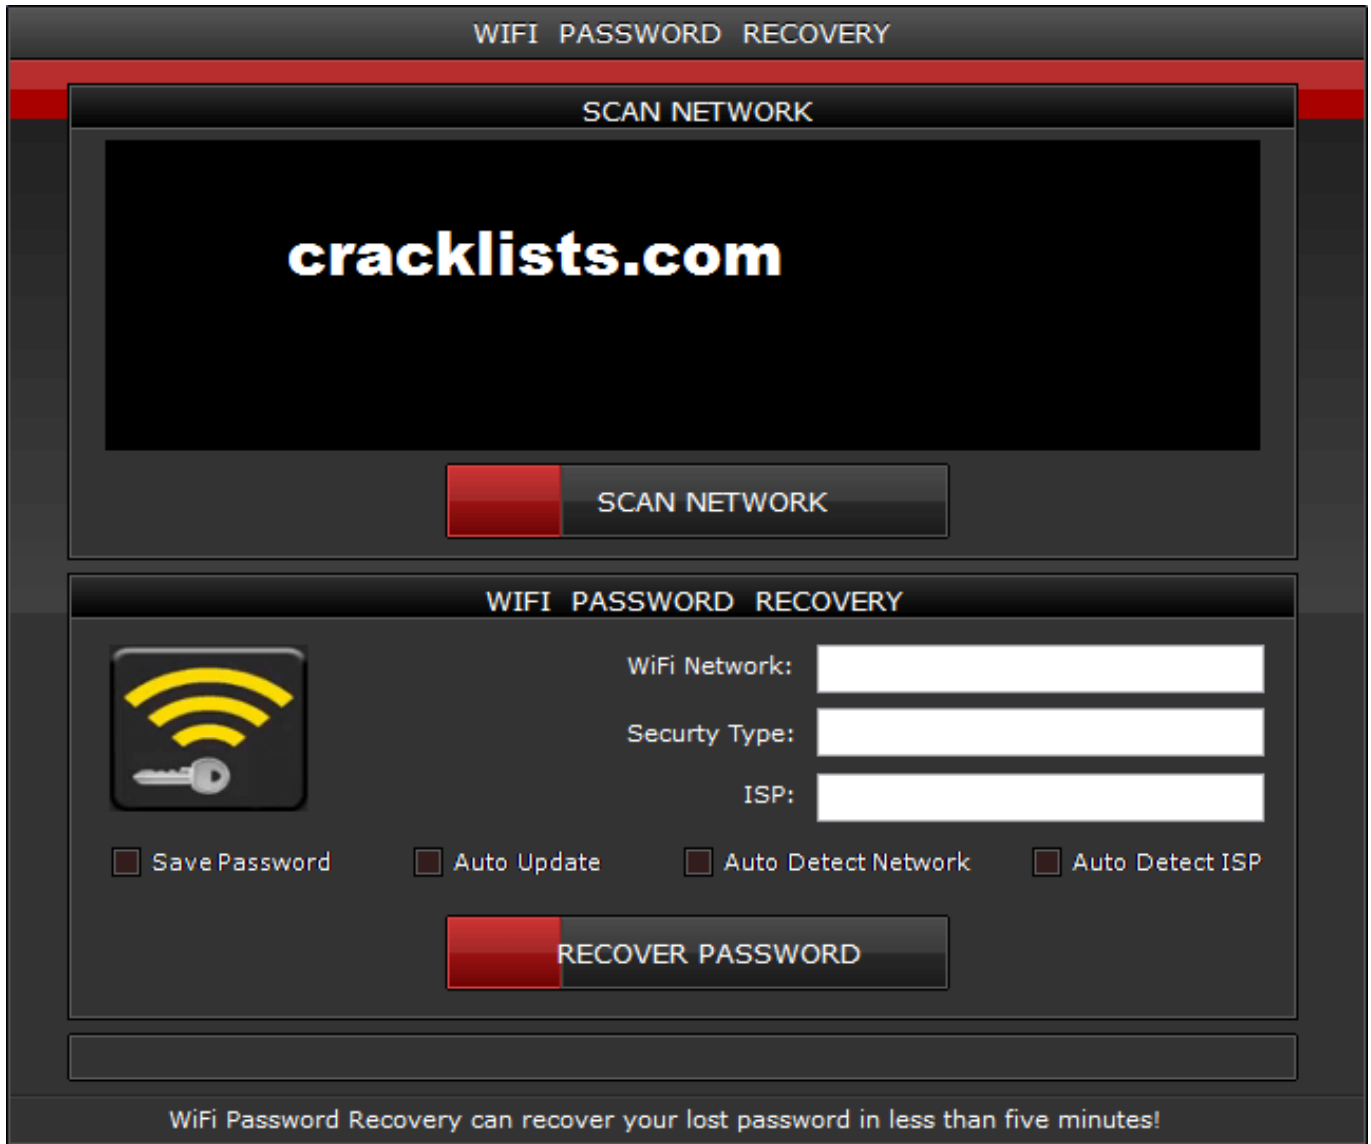 WIFI PASSWORD RECOVERY
SCAN NETWORK
cracklists.com
SCAN NETWORK
WIFI PASSWORD RECOVERY
WiFi Network:
Securty Type:
ISP:
Save Password Auto Update Auto Detect Network Auto Detect ISP
RECOVER PASSWORD
WiFi Password Recovery can recover your lost password in less than five minutes!